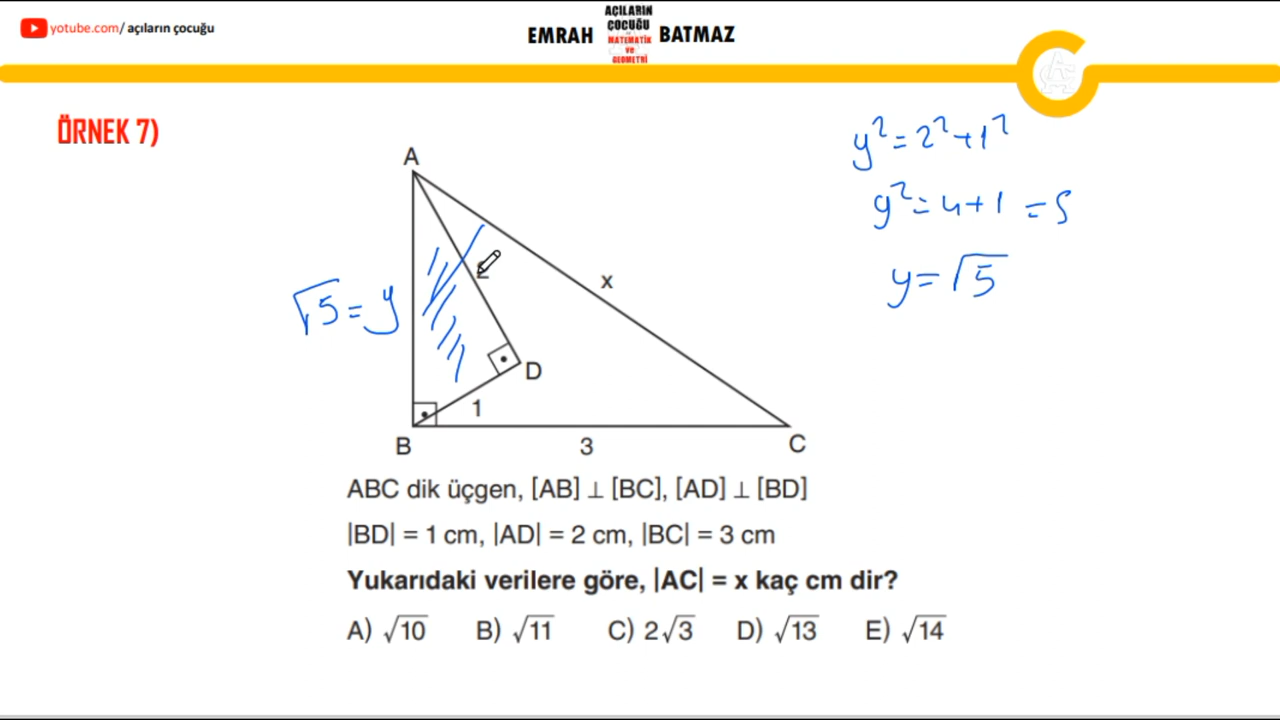 yotube.com/ açıların çocuğu
EMRAH
AÇILARIN
ÇOCUĞU
MATEMATİK
ve
GEOMETRİ
BATMAZ
ÖRNEK 7)
y² = 2² + 1²
y² = 4 + 1 = 5
y = √5
A
x
√5 = y
D
1
B
3
C
ABC dik üçgen, [AB] ⊥ [BC], [AD] ⊥ [BD]
|BD| = 1 cm, |AD| = 2 cm, |BC| = 3 cm
Yukarıdaki verilere göre, |AC| = x kaç cm dir?
A) √10 B) √11 C) 2√3 D) √13 E) √14